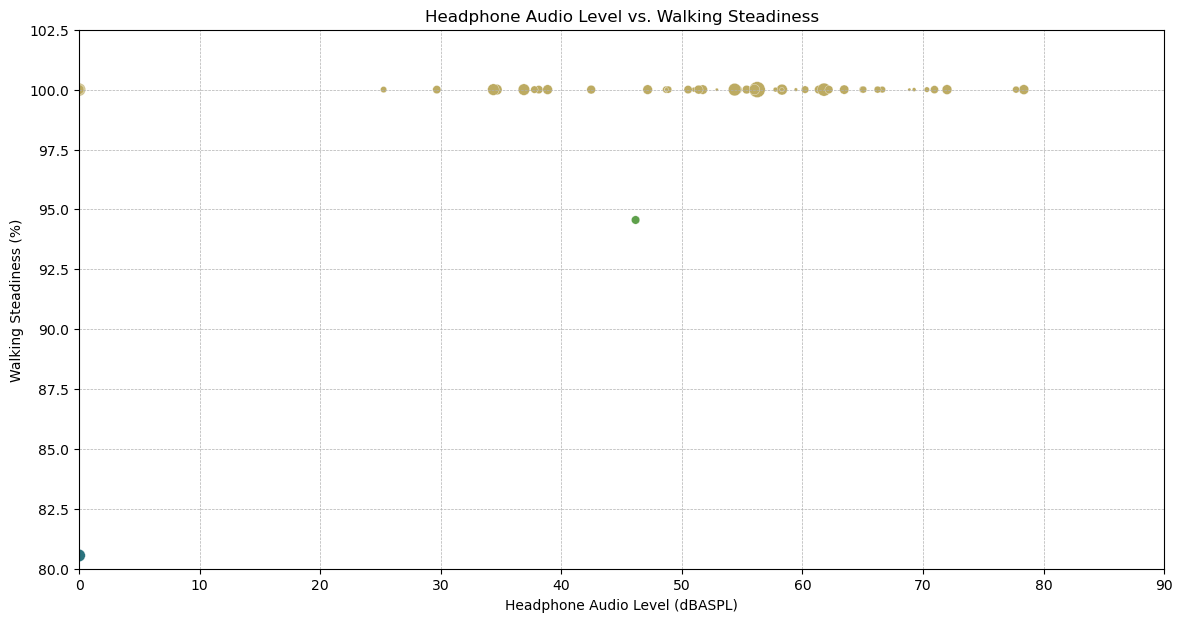 Headphone Audio Level vs. Walking Steadiness
Walking Steadiness (%)
102.5
100.0
97.5
95.0
92.5
90.0
87.5
85.0
82.5
80.0
0 10 20 30 40 50 60 70 80 90
Headphone Audio Level (dBASPL)